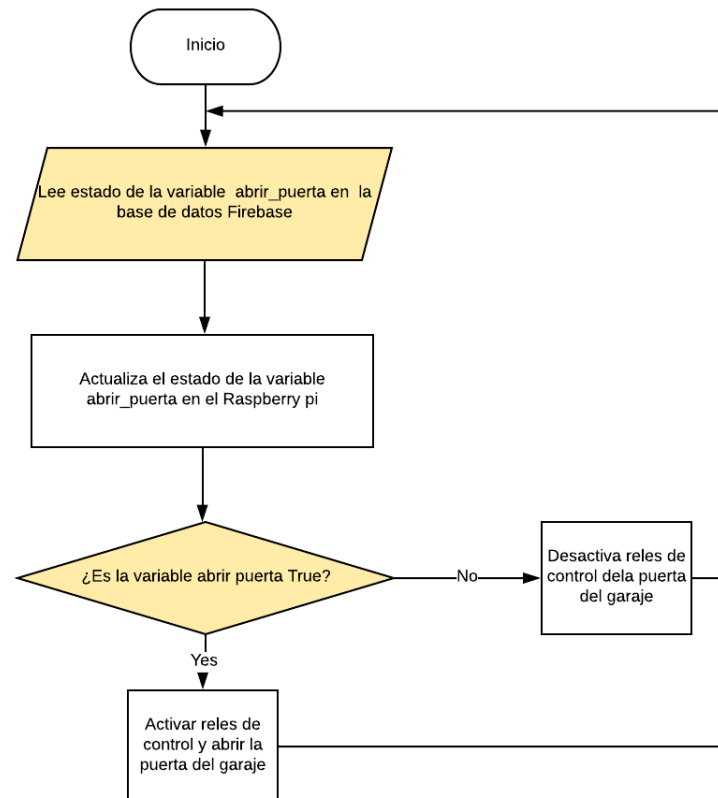 Inicio
Lee estado de la variable abrir_puerta en la
base de datos Firebase
Actualiza el estado de la variable
abrir_puerta en el Raspberry pi
¿Es la variable abrir puerta True?
No
Desactiva reles de
control dela puerta
del garaje
Yes
Activar reles de
control y abrir la
puerta del garaje